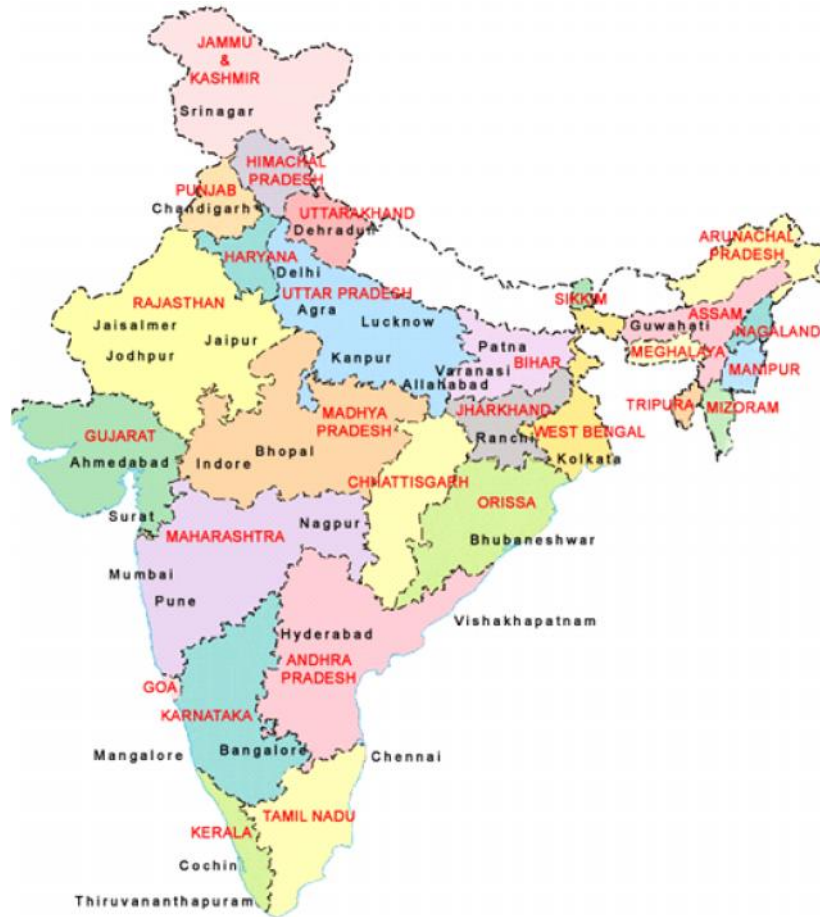 JAMMU
&
KASHMIR
Srinagar
HIMACHAL
PRADESH
PUNJAB
Chandigarh
UTTARAKHAND
Dehradun
ARUNACHAL
PRADESH
HARYANA
Delhi
RAJASTHAN
UTTAR PRADESH
SIKKIM
Agra
Lucknow
ASSAM
Jaisalmer
Guwahati
NAGALAND
Jodhpur
Jaipur
Kanpur
Patna
BIHAR
MEGHALAYA
Varanasi
MANIPUR
Allahabad
TRIPURA
MIZORAM
MADHYA
PRADESH
JHARKHAND
GUJARAT
Ranchi
WEST BENGAL
Ahmedabad
Indore
Bhopal
Kolkata
CHHATTISGARH
ORISSA
Surat
MAHARASHTRA
Nagpur
Bhubaneshwar
Mumbai
Pune
Vishakhapatnam
Hyderabad
ANDHRA
PRADESH
GOA
KARNATAKA
Mangalore
Bangalore
Chennai
TAMIL NADU
KERALA
Cochin
Thiruvananthapuram